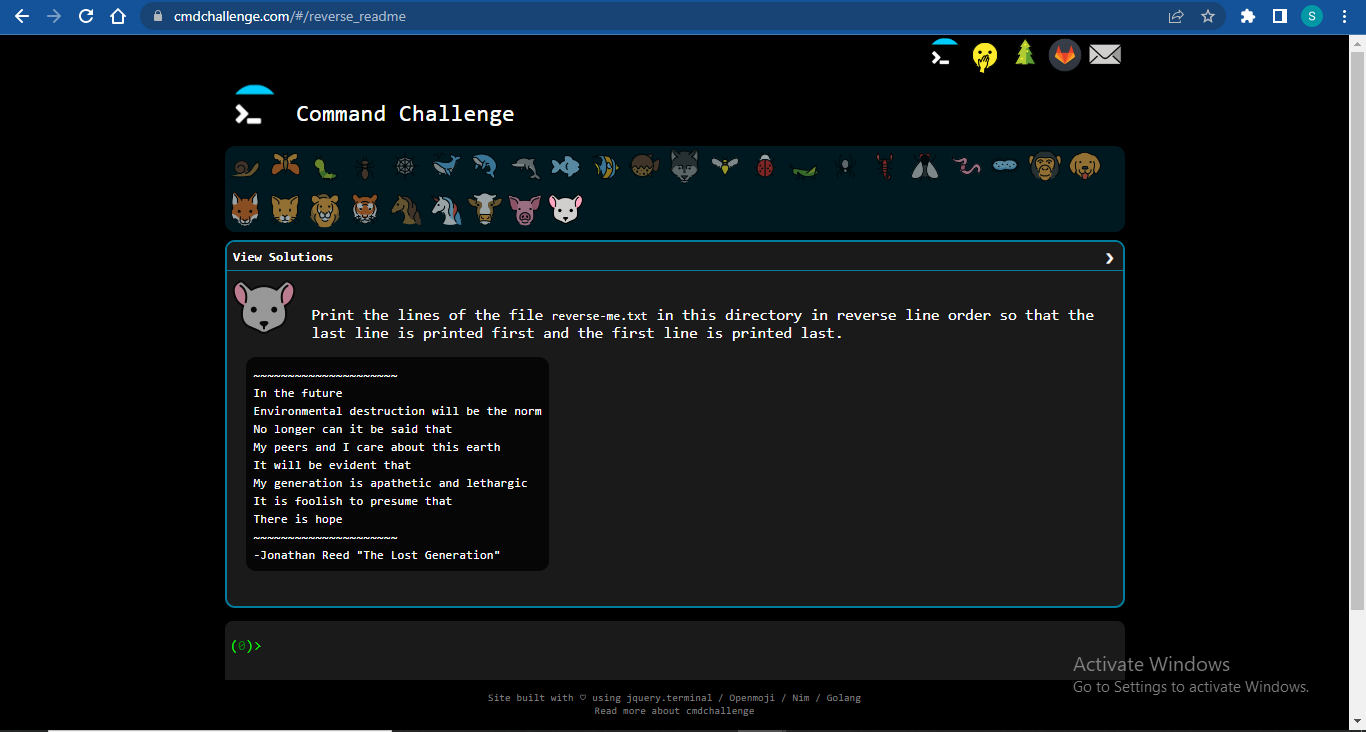 cmdchallenge.com/#/reverse_readme
S
Command Challenge
View Solutions
Print the lines of the file reverse-me.txt in this directory in reverse line order so that the
last line is printed first and the first line is printed last.
~~~~~~~~~~~~~~~~~~~~~
In the future
Environmental destruction will be the norm
No longer can it be said that
My peers and I care about this earth
It will be evident that
My generation is apathetic and lethargic
It is foolish to presume that
There is hope
~~~~~~~~~~~~~~~~~~~~~
-Jonathan Reed "The Lost Generation"
(0)>
Activate Windows
Go to Settings to activate Windows.
Site built with ♡ using jquery.terminal / Openmoji / Nim / Golang
Read more about cmdchallenge